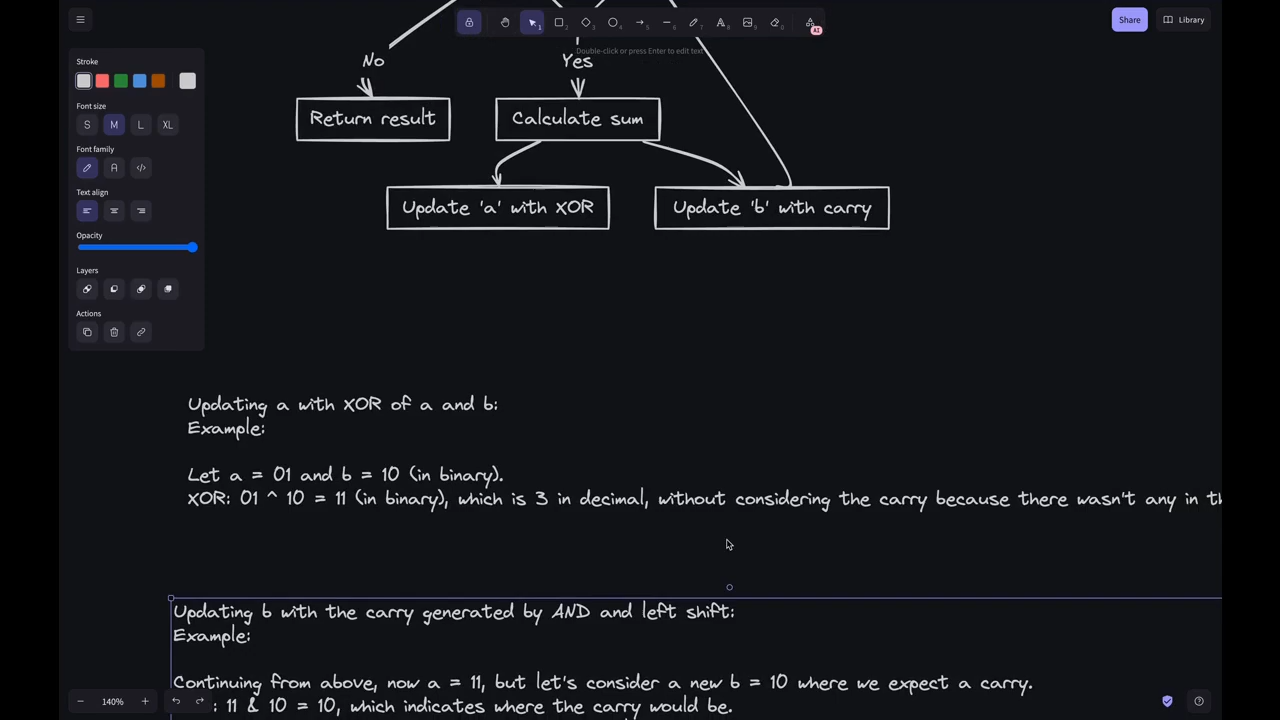 Share
Library
Double-click or press Enter to edit text
Stroke
Font size
S M L XL
Font family
A </>
Text align
Opacity
Layers
Actions
No
Yes
Return result
Calculate sum
Update 'a' with XOR
Update 'b' with carry
Updating a with XOR of a and b:
Example:
Let a = 01 and b = 10 (in binary).
XOR: 01 ^ 10 = 11 (in binary), which is 3 in decimal, without considering the carry because there wasn't any in
Updating b with the carry generated by AND and left shift:
Example:
Continuing from above, now a = 11, but let's consider a new b = 10 where we expect a carry.
: 11 & 10 = 10, which indicates where the carry would be.
140%
AI